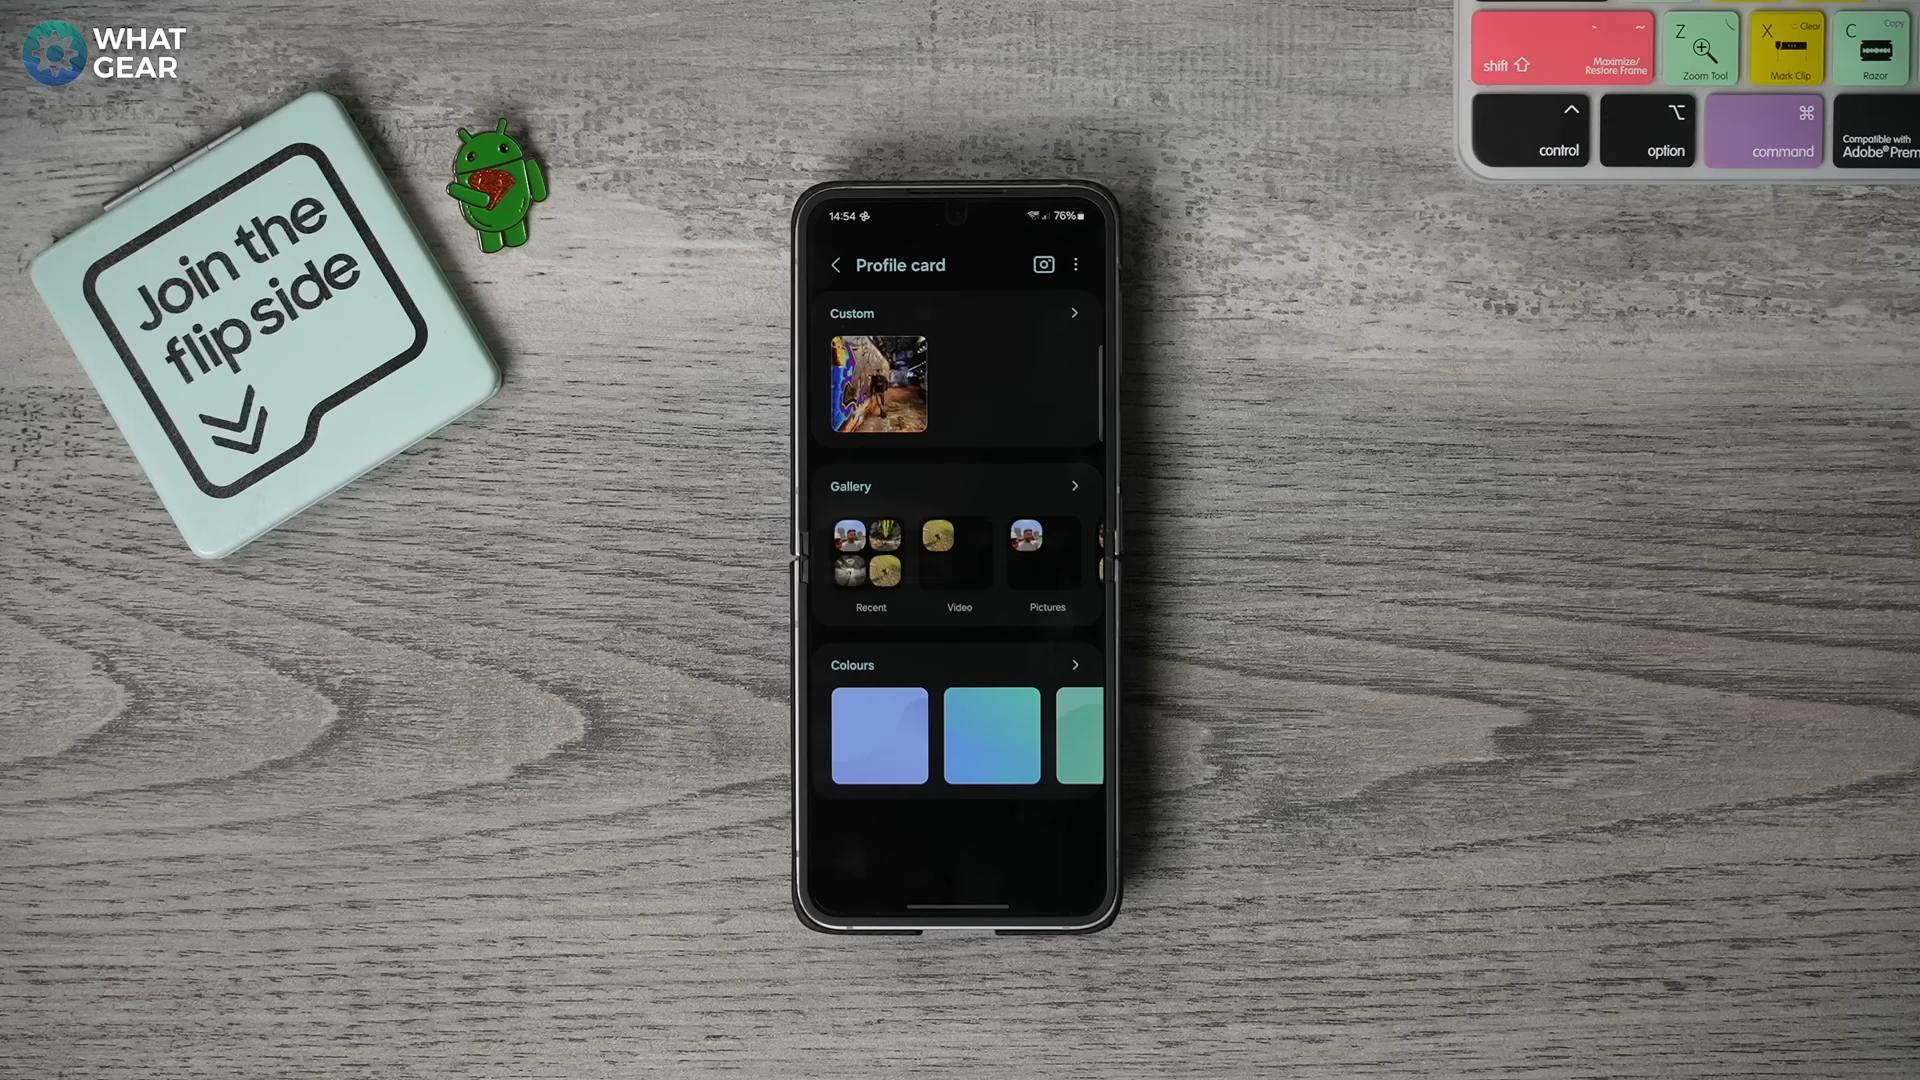 WHAT
GEAR
Join the
flip side
14:54
76%
Profile card
Custom
Gallery
Recent
Video
Pictures
Colours
shift
Maximize/
Restore Frame
Z
Zoom Tool
X
Clear
Mark Clip
C
Copy
Razor
control
option
command
Compatible with
Adobe® Prem